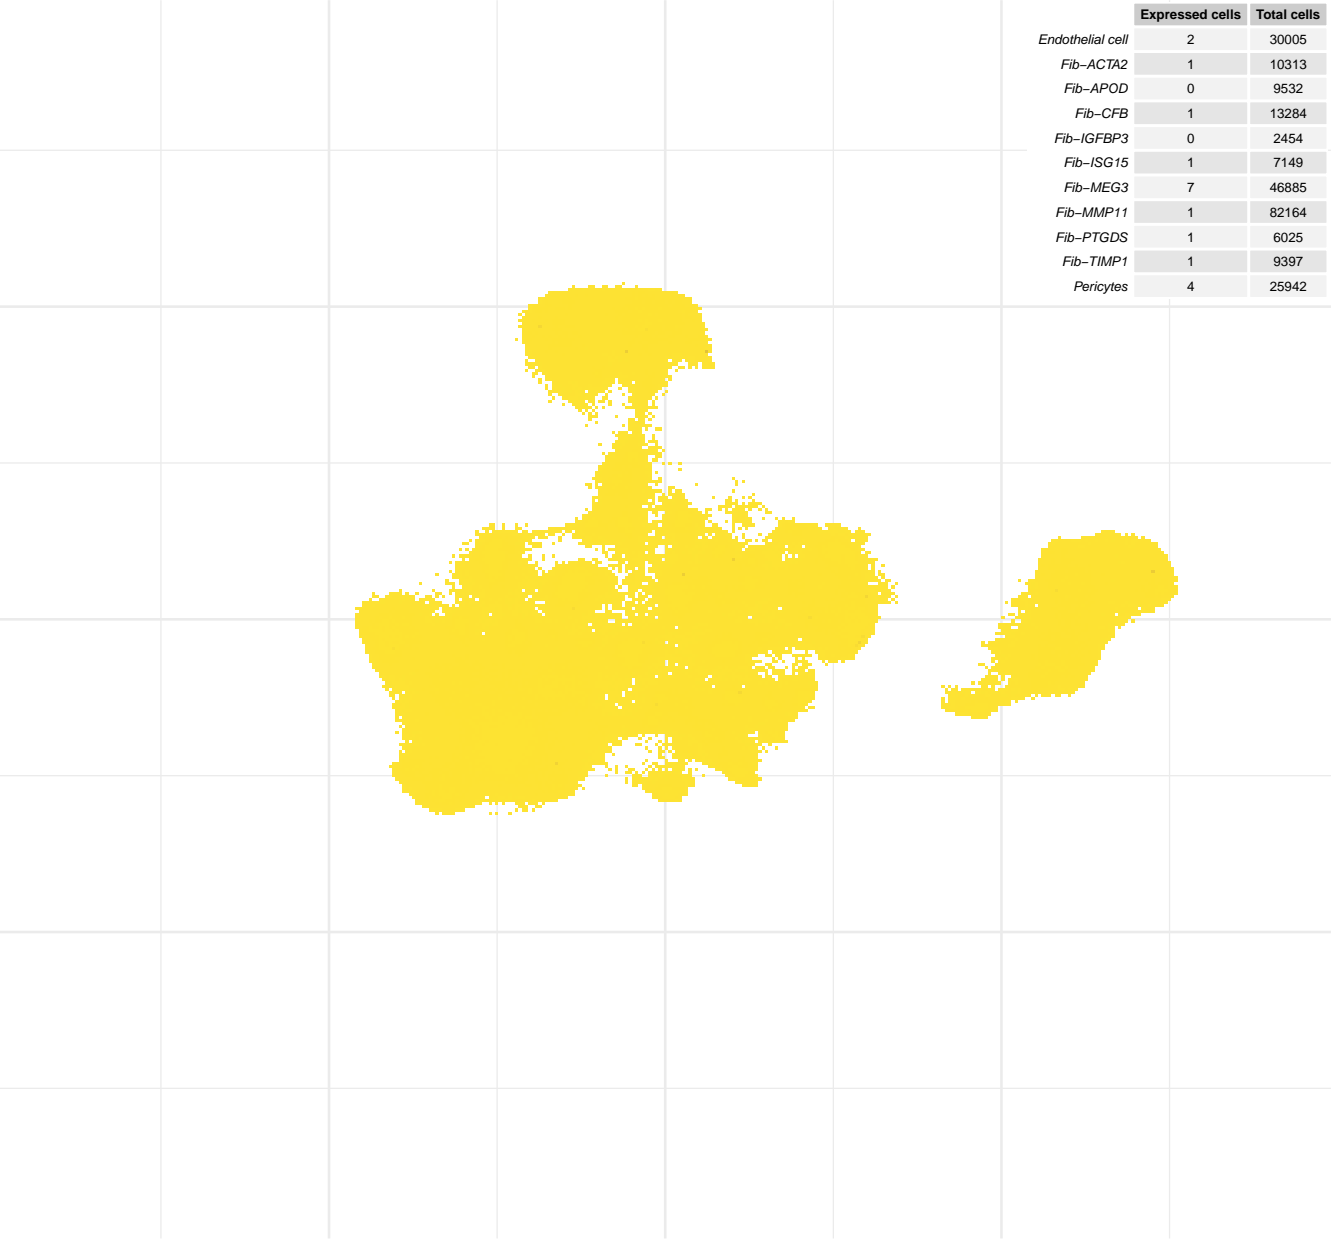 Expressed cells Total cells
Endothelial cell 2 30005
Fib−ACTA2 1 10313
Fib−APOD 0 9532
Fib−CFB 1 13284
Fib−IGFBP3 0 2454
Fib−ISG15 1 7149
Fib−MEG3 7 46885
Fib−MMP11 1 82164
Fib−PTGDS 1 6025
Fib−TIMP1 1 9397
Pericytes 4 25942